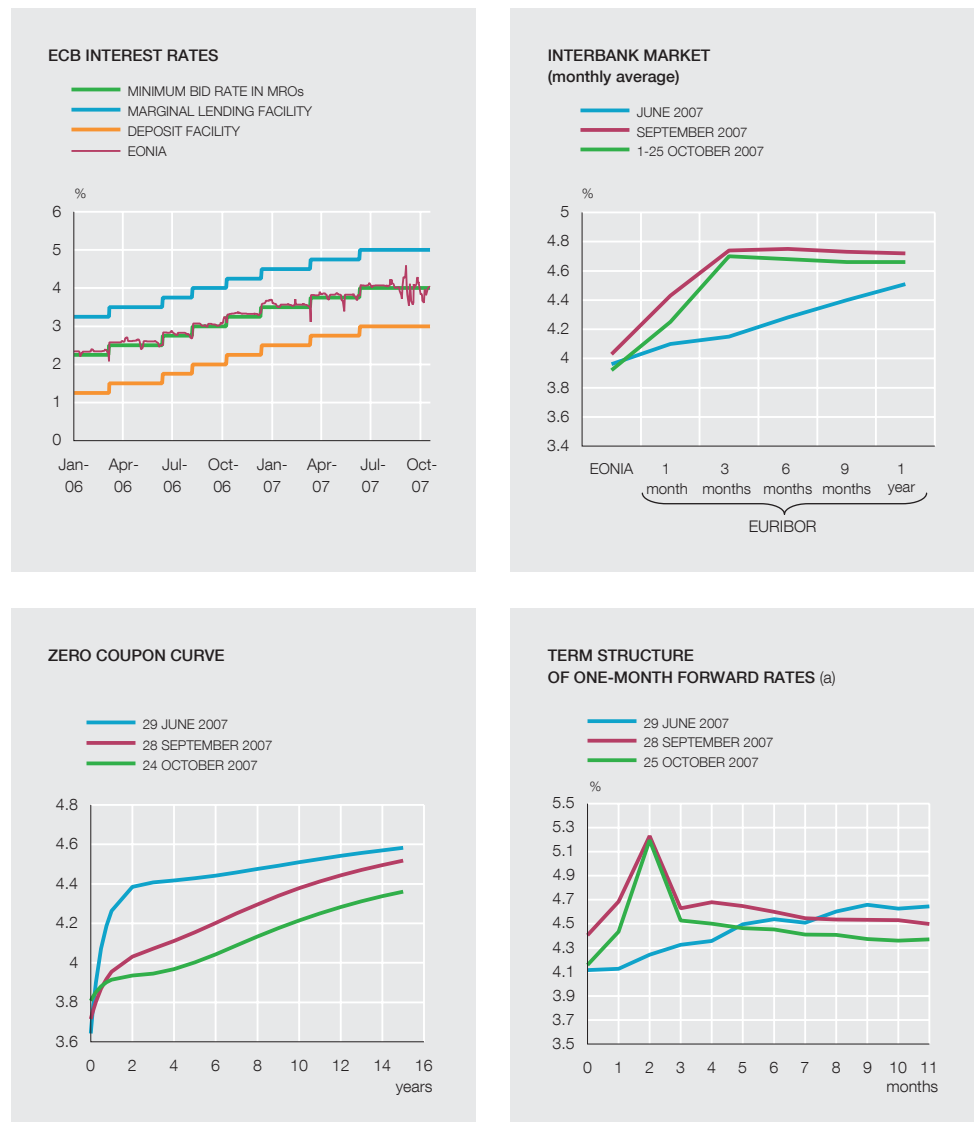 ECB INTEREST RATES
MINIMUM BID RATE IN MROs
MARGINAL LENDING FACILITY
DEPOSIT FACILITY
EONIA
%
6
5
4
3
2
1
0
Jan- Apr- Jul- Oct- Jan- Apr- Jul- Oct-
06 06 06 06 07 07 07 07
INTERBANK MARKET
(monthly average)
JUNE 2007
SEPTEMBER 2007
1-25 OCTOBER 2007
%
5
4.8
4.6
4.4
4.2
4
3.8
3.6
3.4
EONIA 1 3 6 9 1
month months months months year
EURIBOR
ZERO COUPON CURVE
29 JUNE 2007
28 SEPTEMBER 2007
24 OCTOBER 2007
4.8
4.6
4.4
4.2
4
3.8
3.6
0 2 4 6 8 10 12 14 16
years
TERM STRUCTURE
OF ONE-MONTH FORWARD RATES (a)
29 JUNE 2007
28 SEPTEMBER 2007
25 OCTOBER 2007
%
5.5
5.3
5.1
4.9
4.7
4.5
4.3
4.1
3.9
3.7
3.5
0 1 2 3 4 5 6 7 8 9 10 11
months